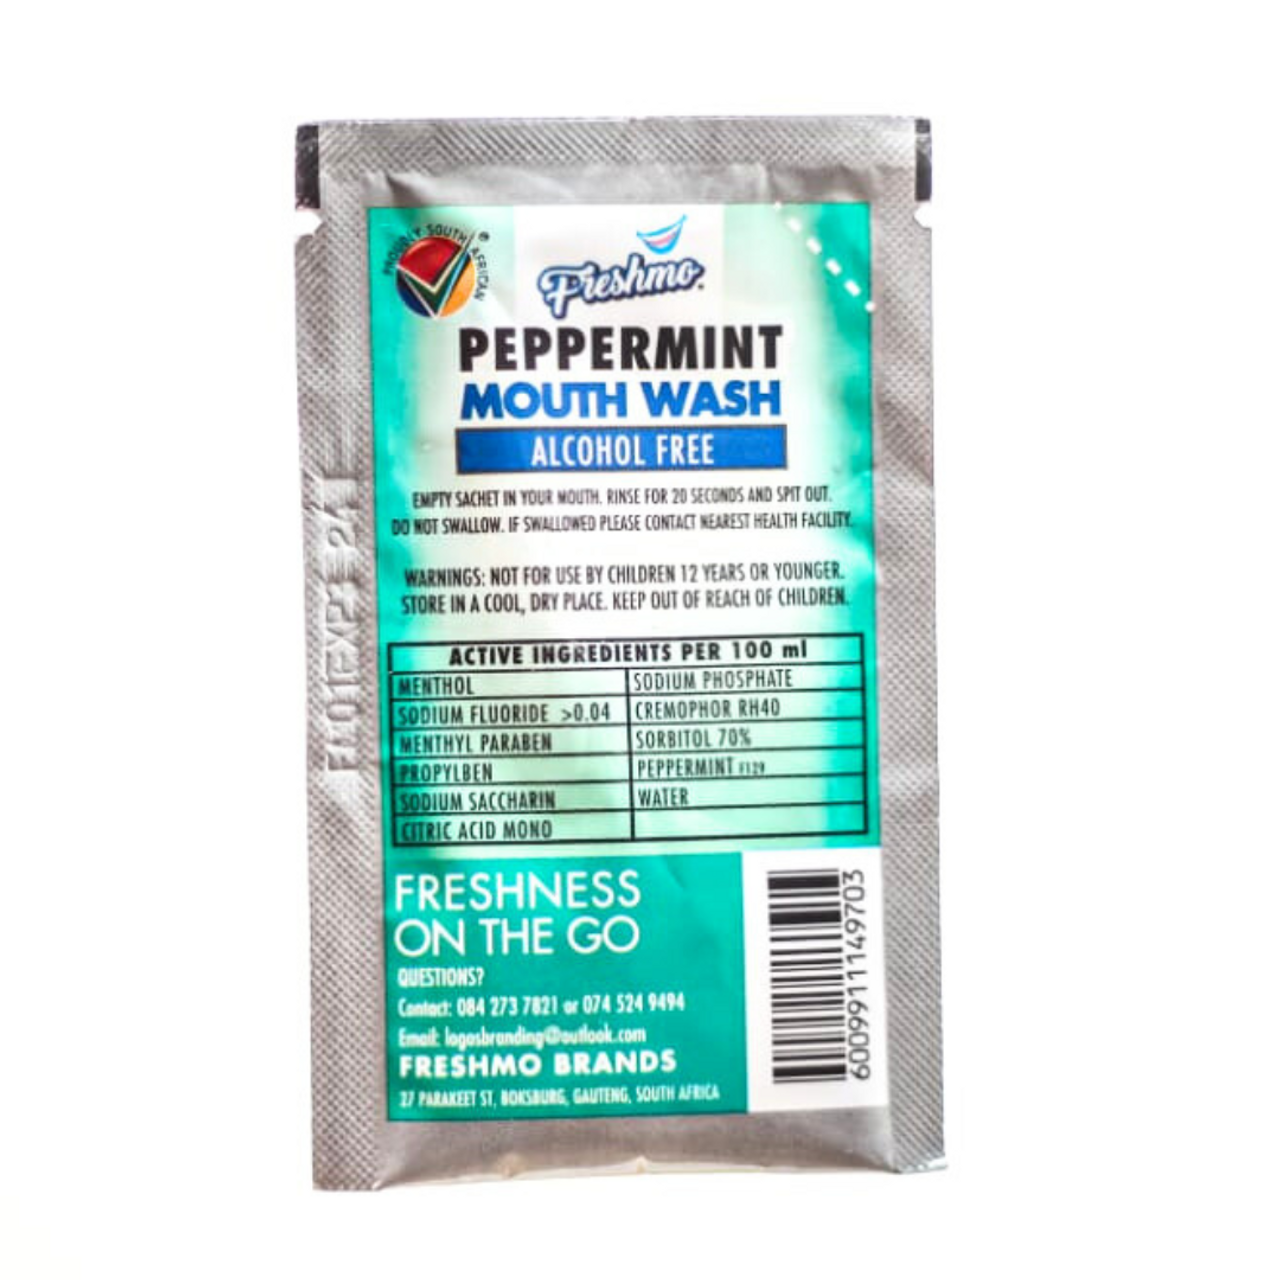 PROUDLY SOUTH AFRICAN
Freshmo
PEPPERMINT
MOUTH WASH
ALCOHOL FREE
EMPTY SACHET IN YOUR MOUTH. RINSE FOR 20 SECONDS AND SPIT OUT.
DO NOT SWALLOW. IF SWALLOWED PLEASE CONTACT NEAREST HEALTH FACILITY.
WARNINGS: NOT FOR USE BY CHILDREN 12 YEARS OR YOUNGER.
STORE IN A COOL, DRY PLACE. KEEP OUT OF REACH OF CHILDREN.
ACTIVE INGREDIENTS PER 100 ml
MENTHOL SODIUM PHOSPHATE
SODIUM FLUORIDE >0.04 CREMOPHOR RH40
MENTHYL PARABEN SORBITOL 70%
PROPYLBEN PEPPERMINT F129
SODIUM SACCHARIN WATER
CITRIC ACID MONO
FRESHNESS
ON THE GO
QUESTIONS?
Contact: 084 273 7821 or 074 524 9494
Email: logosbranding@outlook.com
FRESHMO BRANDS
27 PARAKEET ST, BOKSBURG, GAUTENG, SOUTH AFRICA
6009911149703